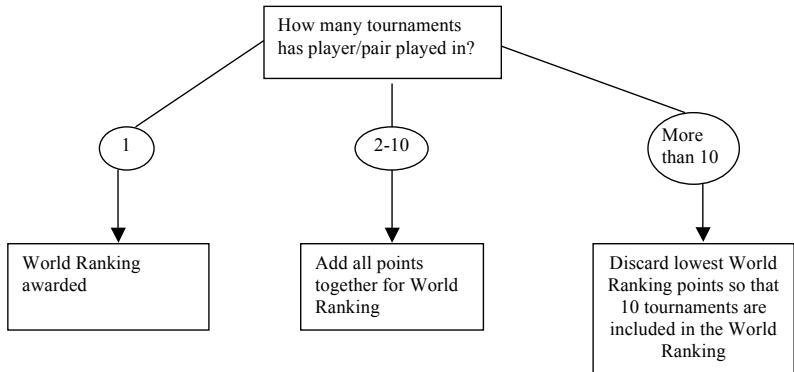 How many tournaments
has player/pair played in?
1
2-10
More
than 10
World Ranking
awarded
Add all points
together for World
Ranking
Discard lowest World
Ranking points so that
10 tournaments are
included in the World
Ranking